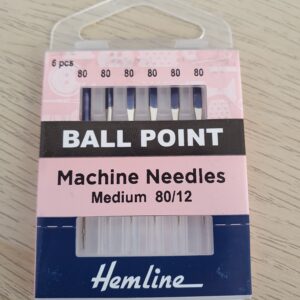 6 pcs
80 80 80 80 80 80
BALL POINT
Machine Needles
Medium 80/12
Hemline